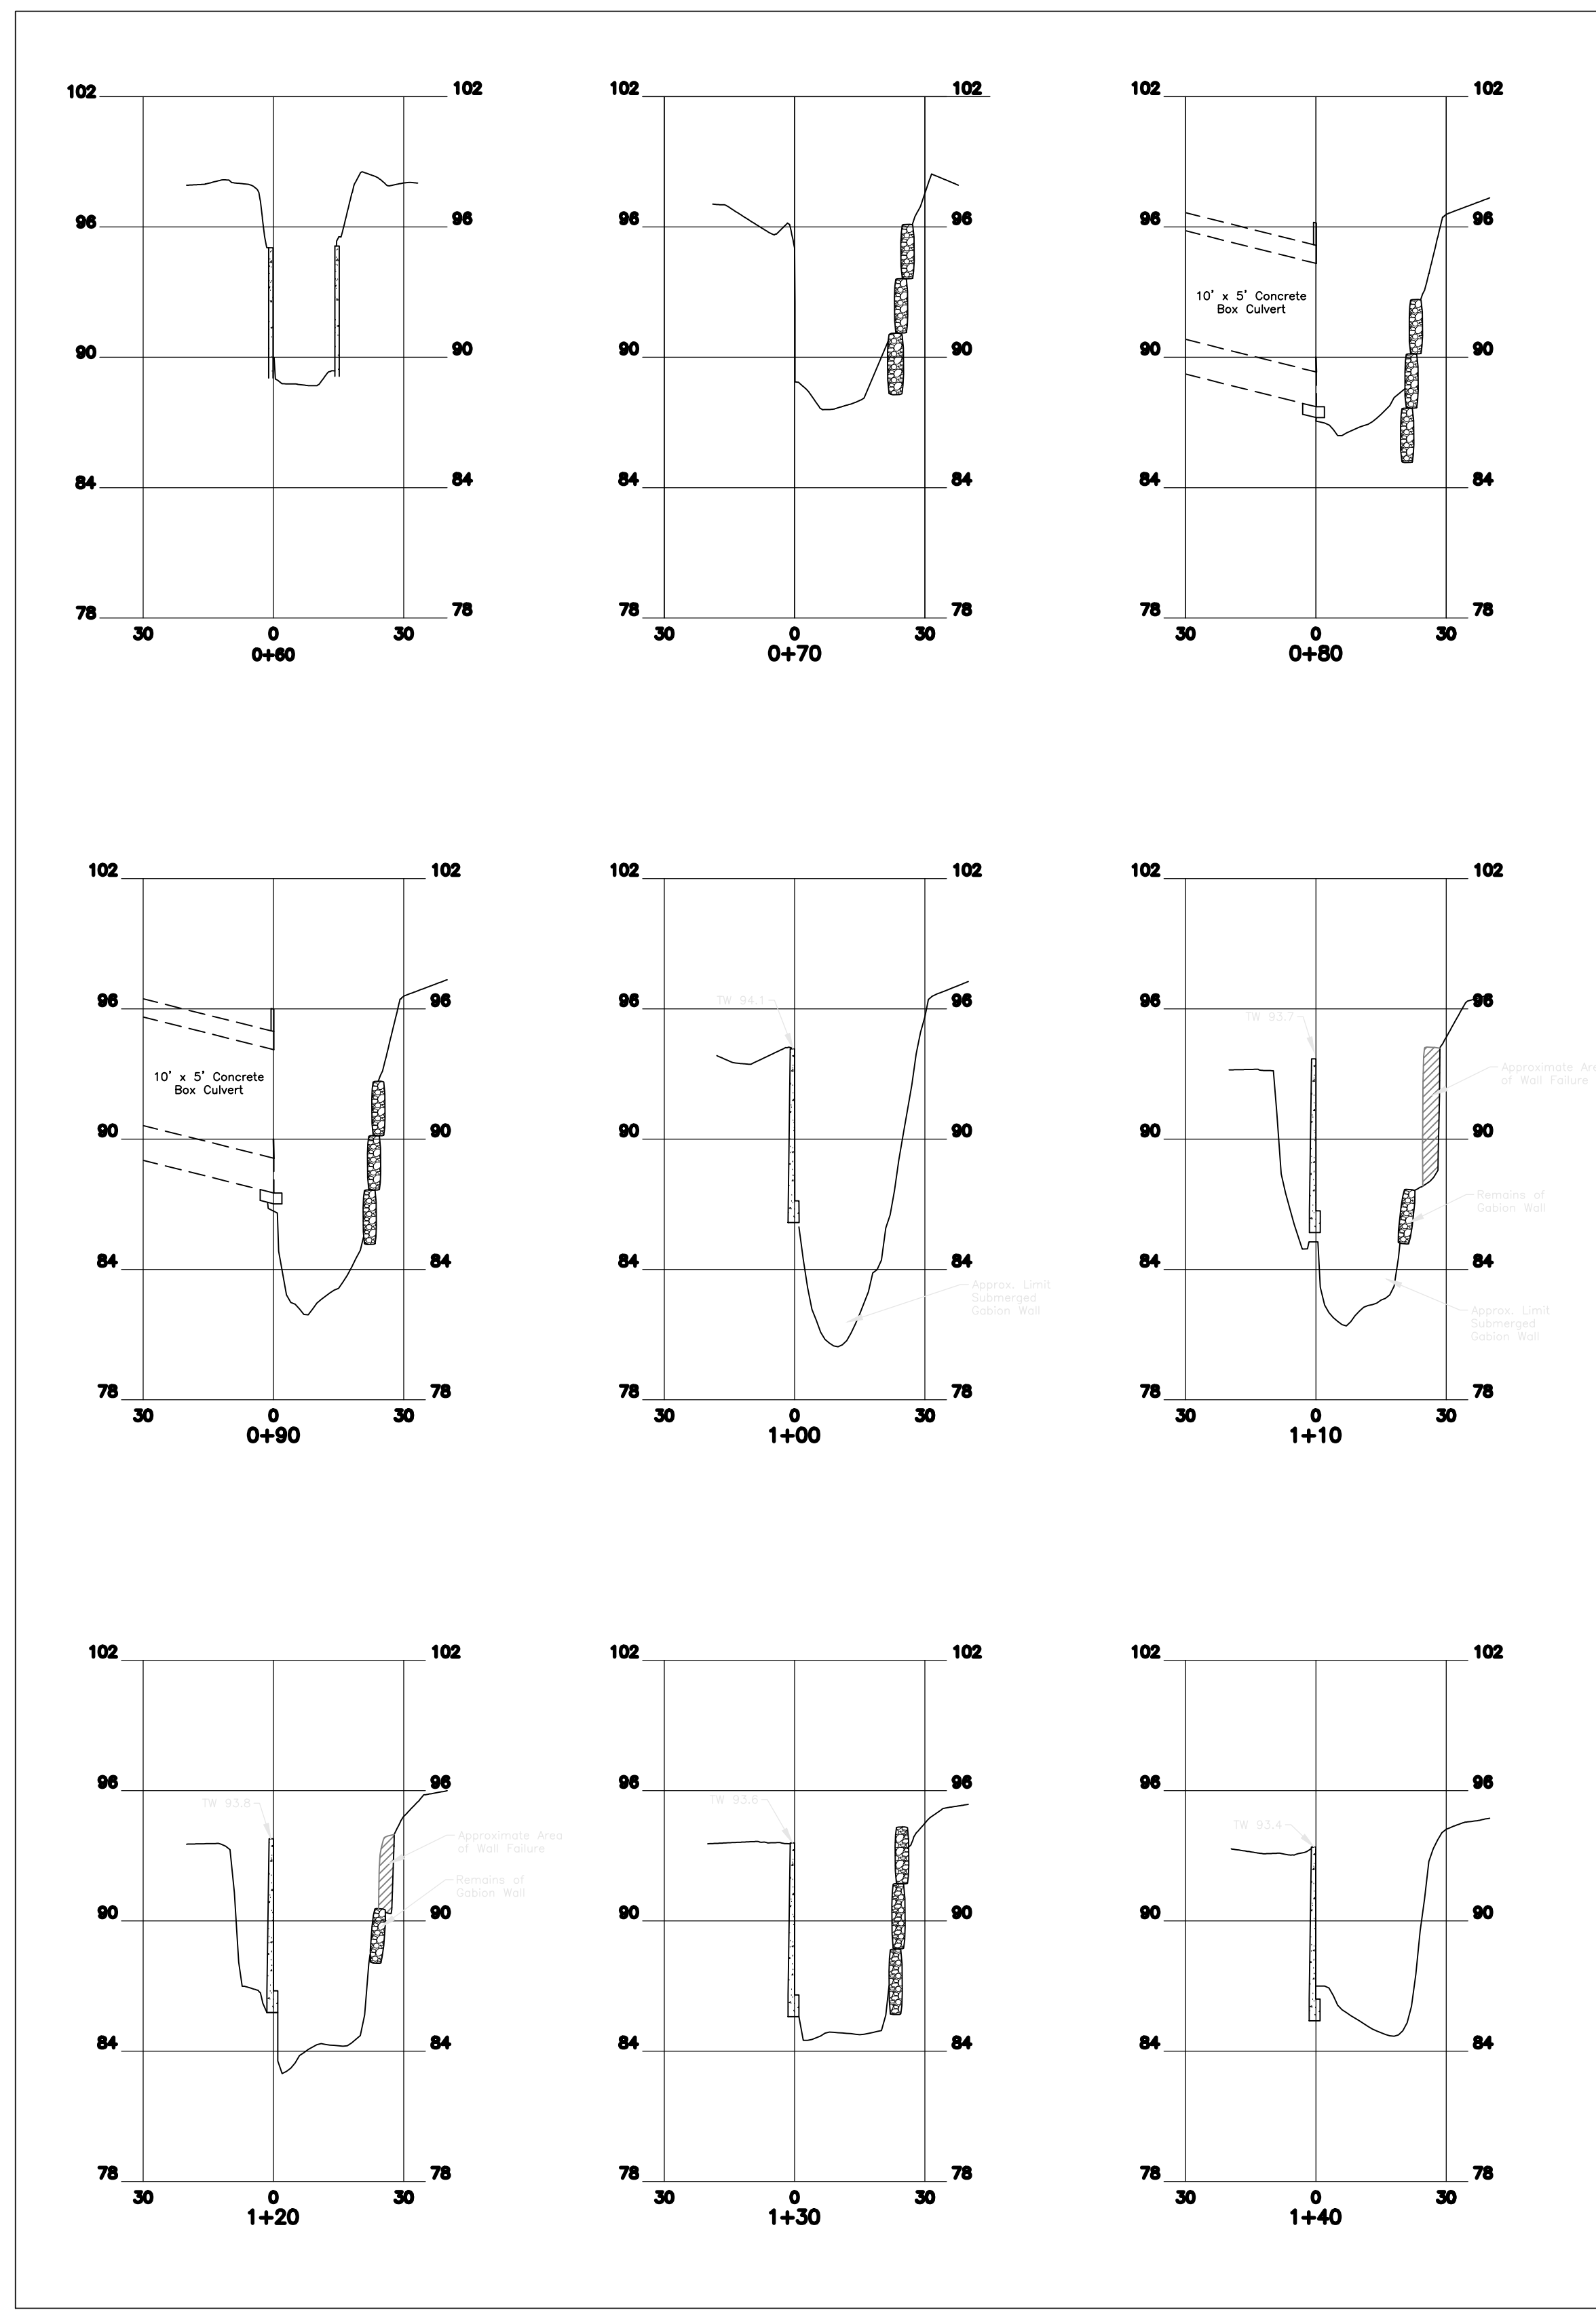 102 102
96 96
90 90
84 84
78 78
30 0 30
0+60
102 102
96 96
90 90
84 84
78 78
30 0 30
0+70
102 102
96 96
10' x 5' Concrete
Box Culvert
90 90
84 84
78 78
30 0 30
0+80
102 102
96 96
10' x 5' Concrete
Box Culvert
90 90
84 84
78 78
30 0 30
0+90
102 102
96 96
TW 94.1
90 90
84 84
Approx. Limit
Submerged
Gabion Wall
78 78
30 0 30
1+00
102 102
96 96
TW 93.7
Approximate Are
of Wall Failure
90 90
Remains of
Gabion Wall
84 84
Approx. Limit
Submerged
Gabion Wall
78 78
30 0 30
1+10
102 102
96 96
TW 93.8
Approximate Area
of Wall Failure
Remains of
Gabion Wall
90 90
84 84
78 78
30 0 30
1+20
102 102
96 96
TW 93.6
90 90
84 84
78 78
30 0 30
1+30
102 102
96 96
TW 93.4
90 90
84 84
78 78
30 0 30
1+40